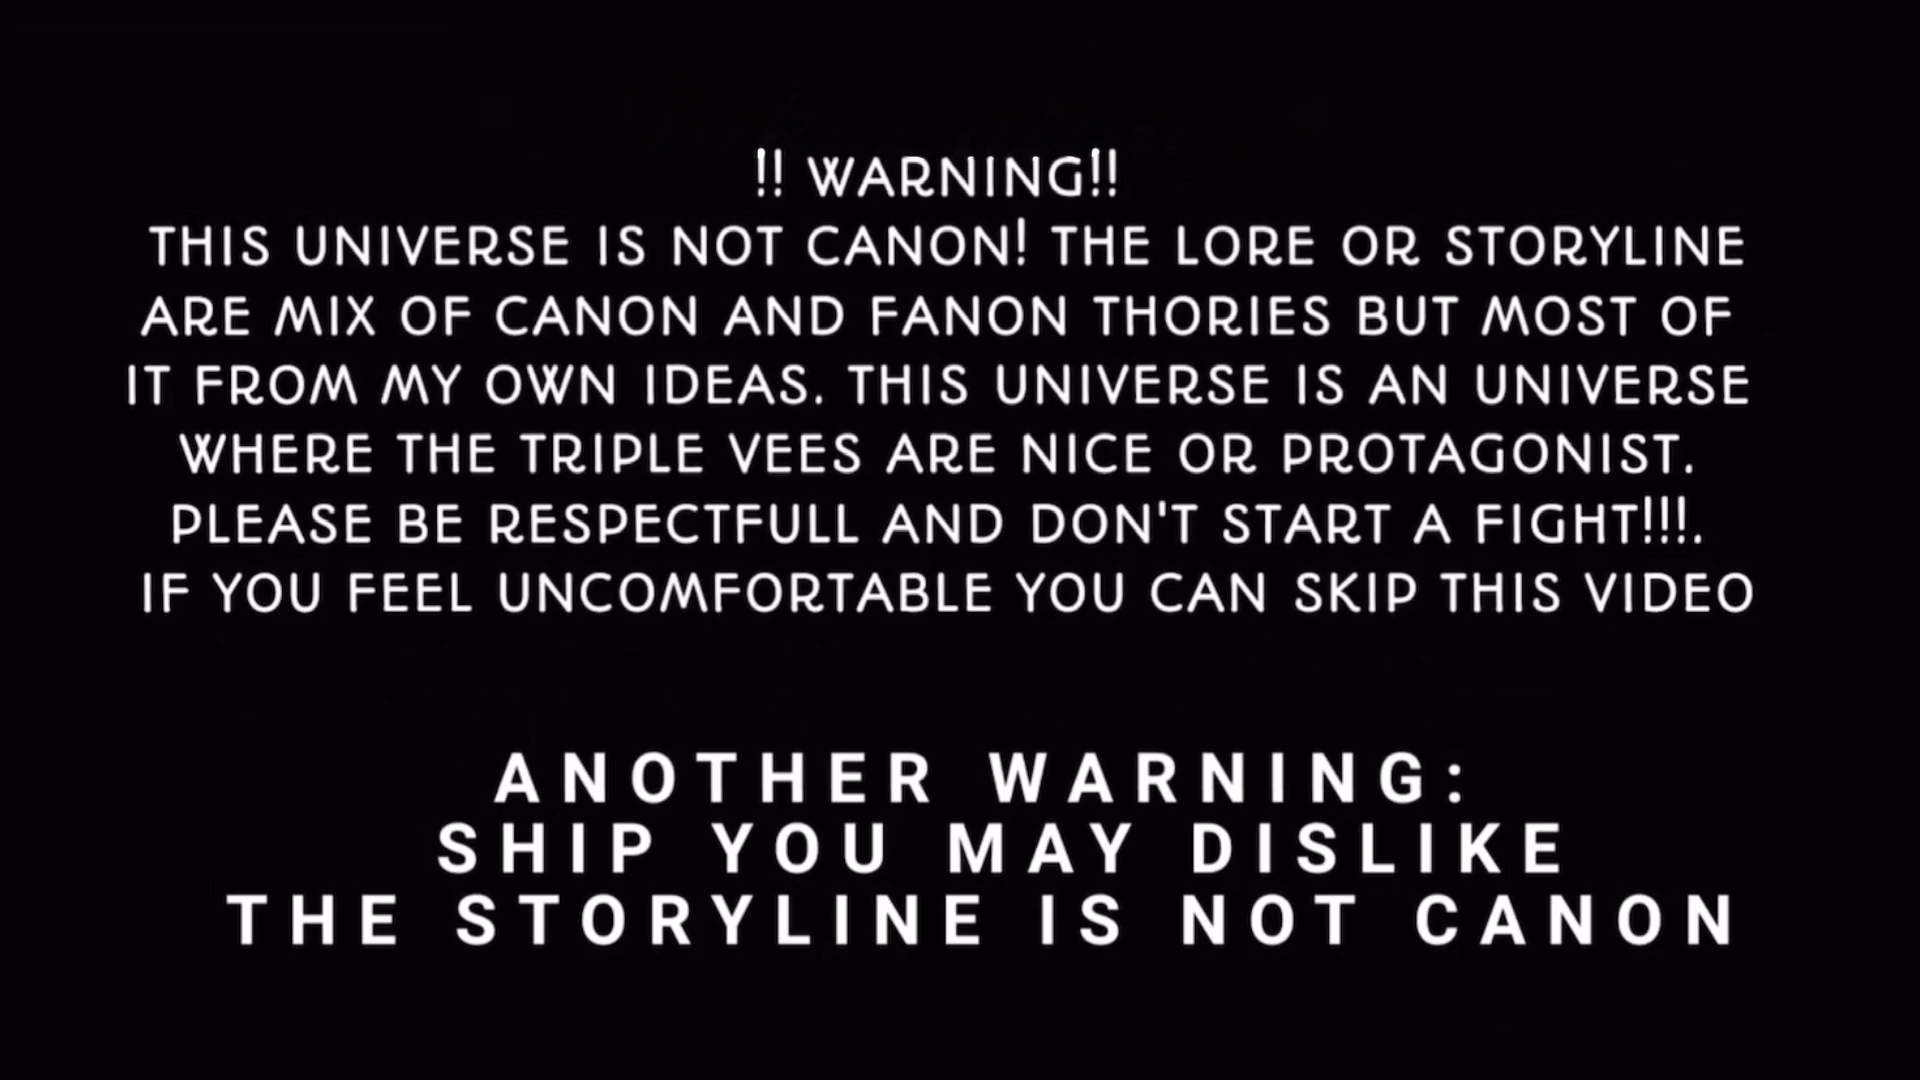 !! WARNING!!
THIS UNIVERSE IS NOT CANON! THE LORE OR STORYLINE
ARE MIX OF CANON AND FANON THORIES BUT MOST OF
IT FROM MY OWN IDEAS. THIS UNIVERSE IS AN UNIVERSE
WHERE THE TRIPLE VEES ARE NICE OR PROTAGONIST.
PLEASE BE RESPECTFULL AND DON'T START A FIGHT!!!.
IF YOU FEEL UNCOMFORTABLE YOU CAN SKIP THIS VIDEO
ANOTHER WARNING:
SHIP YOU MAY DISLIKE
THE STORYLINE IS NOT CANON